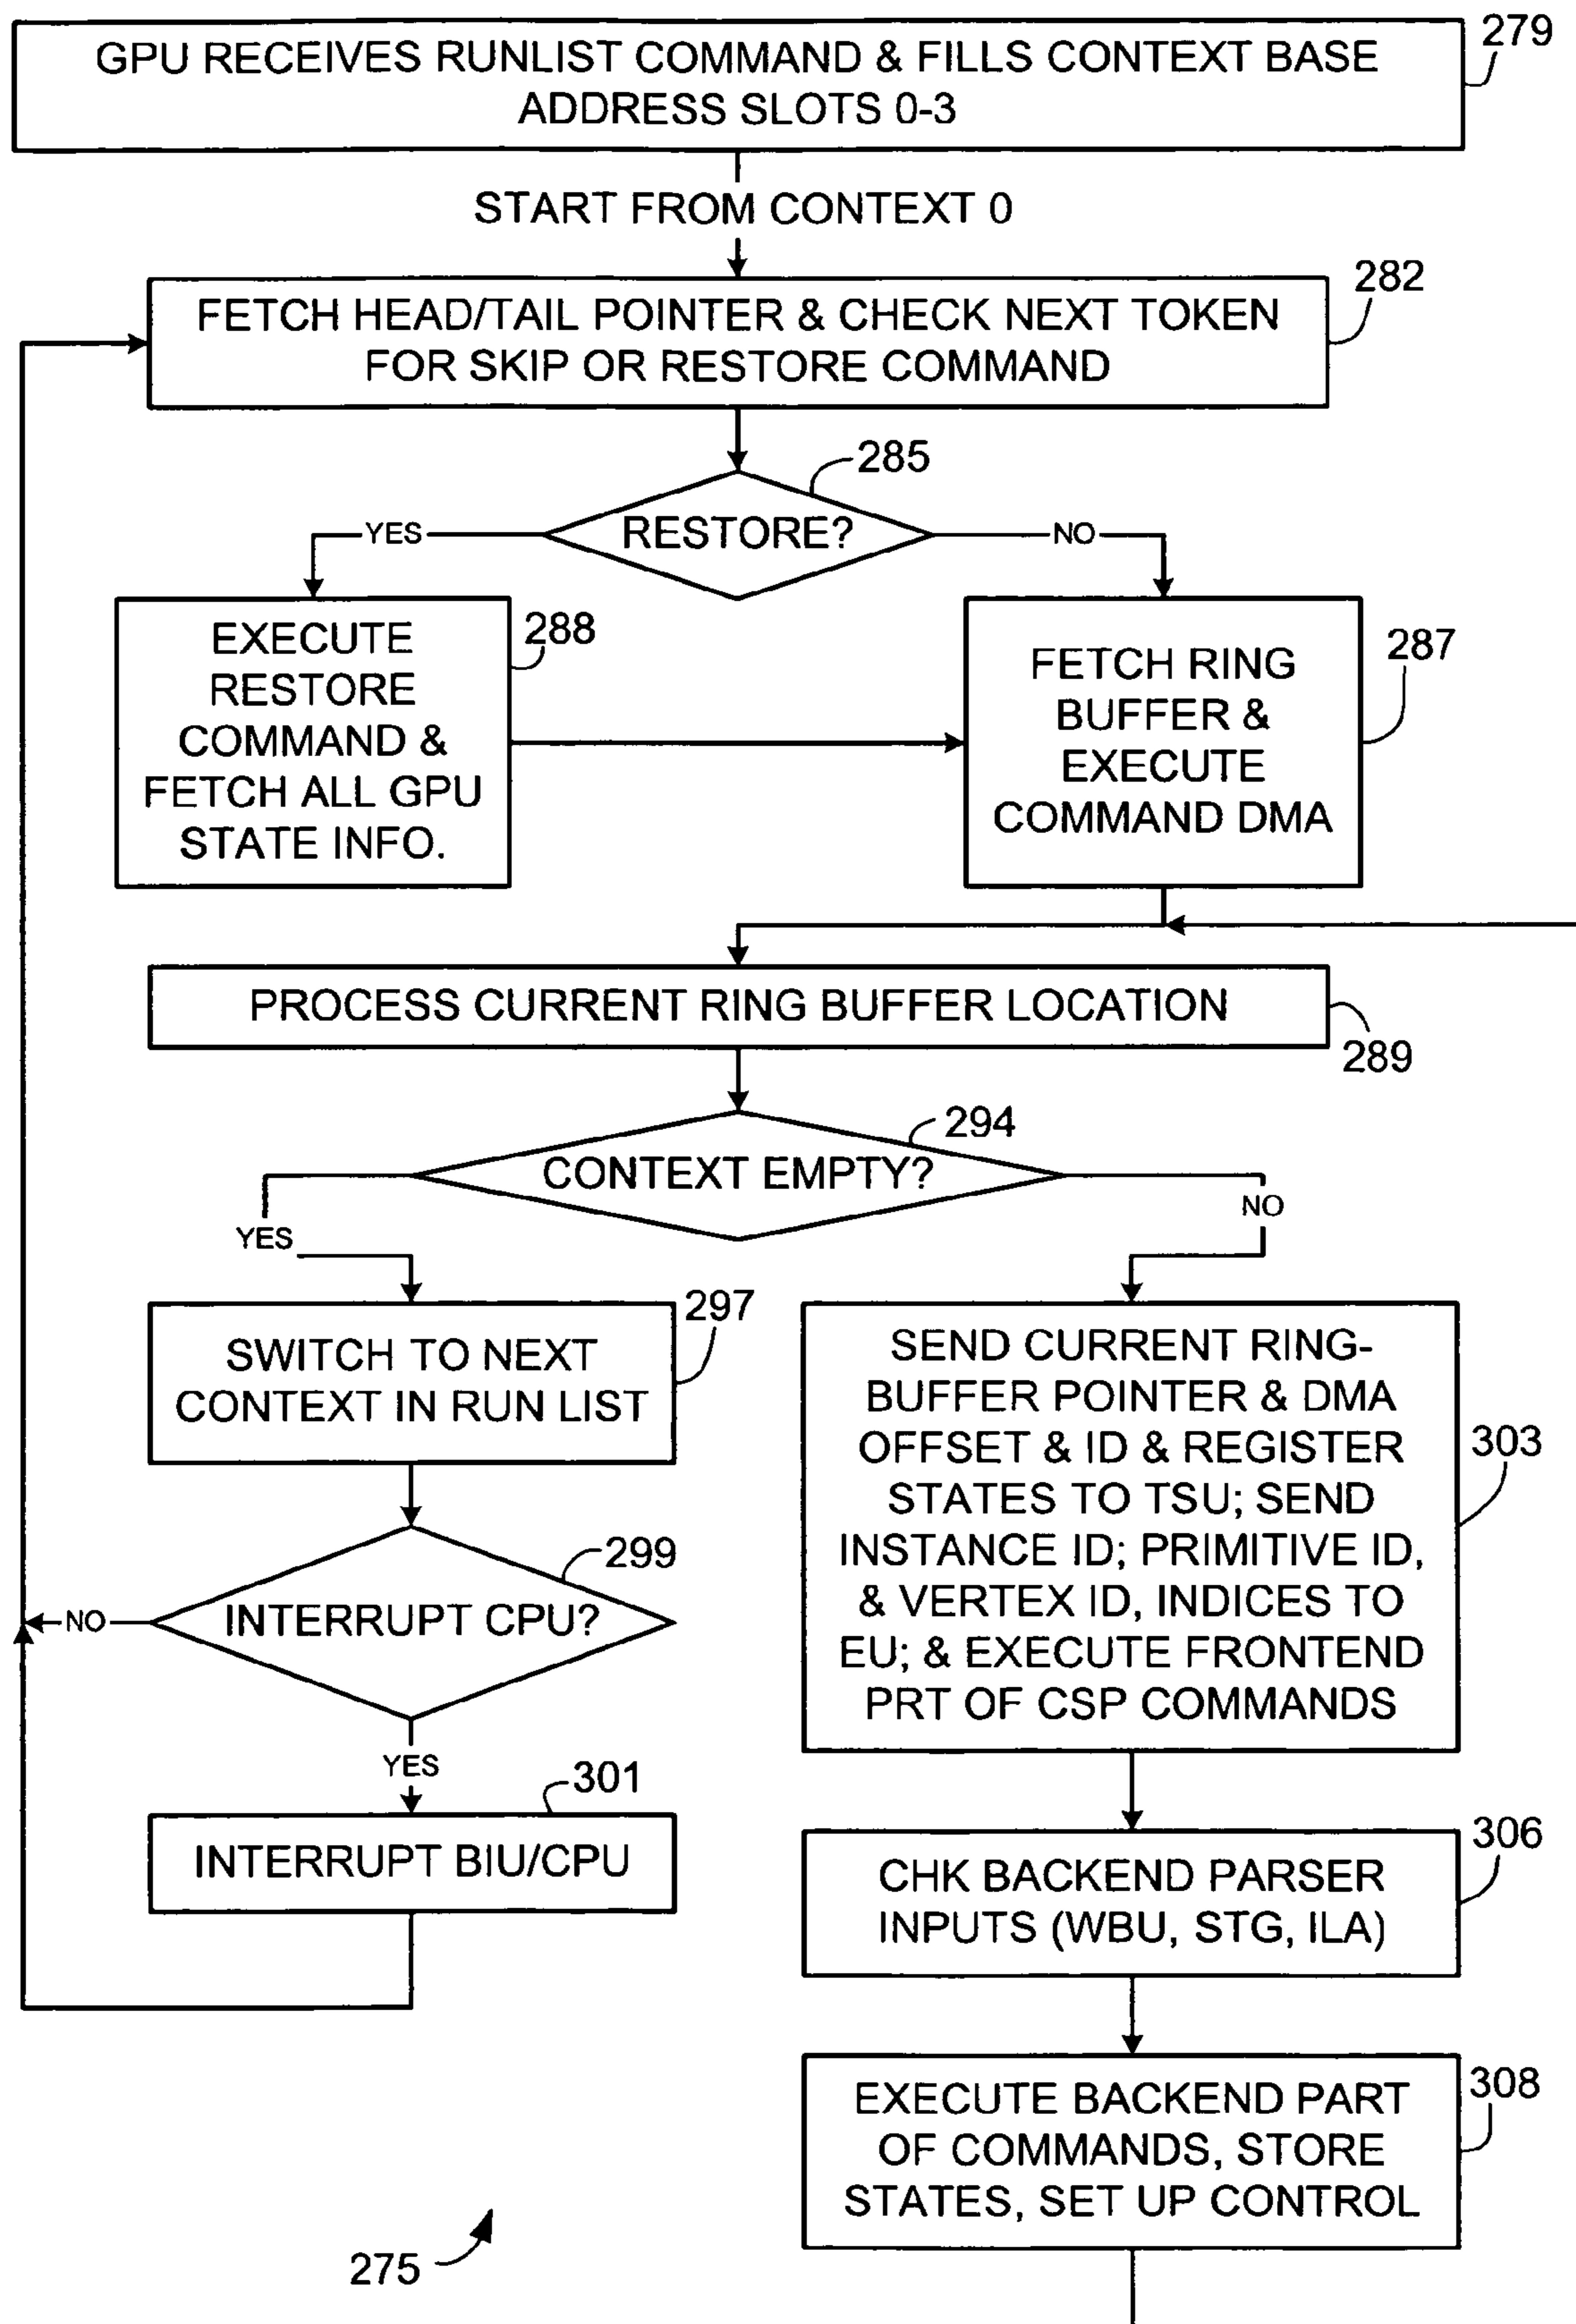 GPU RECEIVES RUNLIST COMMAND & FILLS CONTEXT BASE
ADDRESS SLOTS 0-3
279
START FROM CONTEXT 0
282
FETCH HEAD/TAIL POINTER & CHECK NEXT TOKEN
FOR SKIP OR RESTORE COMMAND
285
RESTORE?
YES
NO
288
EXECUTE
RESTORE
COMMAND &
FETCH ALL GPU
STATE INFO.
287
FETCH RING
BUFFER &
EXECUTE
COMMAND DMA
PROCESS CURRENT RING BUFFER LOCATION
289
294
CONTEXT EMPTY?
YES
NO
297
SWITCH TO NEXT
CONTEXT IN RUN LIST
299
INTERRUPT CPU?
NO
YES
301
INTERRUPT BIU/CPU
SEND CURRENT RING-
BUFFER POINTER & DMA
OFFSET & ID & REGISTER
STATES TO TSU; SEND
INSTANCE ID; PRIMITIVE ID,
& VERTEX ID, INDICES TO
EU; & EXECUTE FRONTEND
PRT OF CSP COMMANDS
303
306
CHK BACKEND PARSER
INPUTS (WBU, STG, ILA)
308
EXECUTE BACKEND PART
OF COMMANDS, STORE
STATES, SET UP CONTROL
275